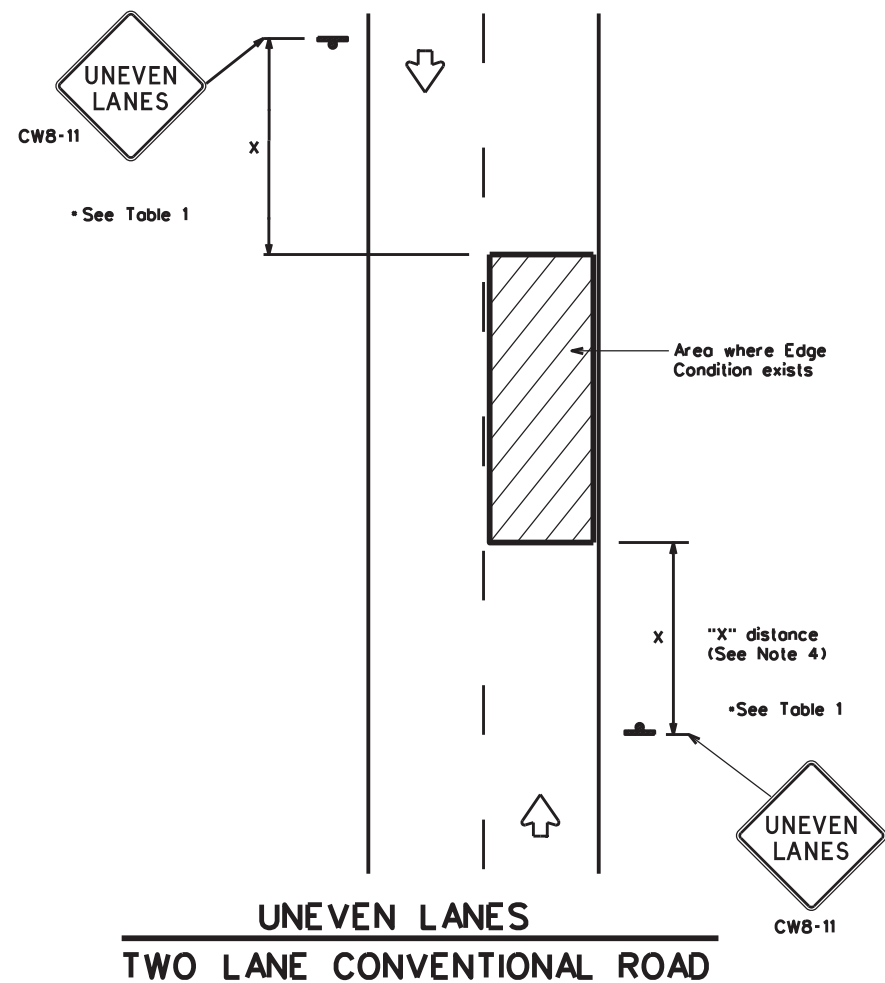 UNEVEN
LANES
CW8-11
X
*See Table 1
Area where Edge
Condition exists
X
"X" distance
(See Note 4)
*See Table 1
UNEVEN
LANES
CW8-11
UNEVEN LANES
TWO LANE CONVENTIONAL ROAD